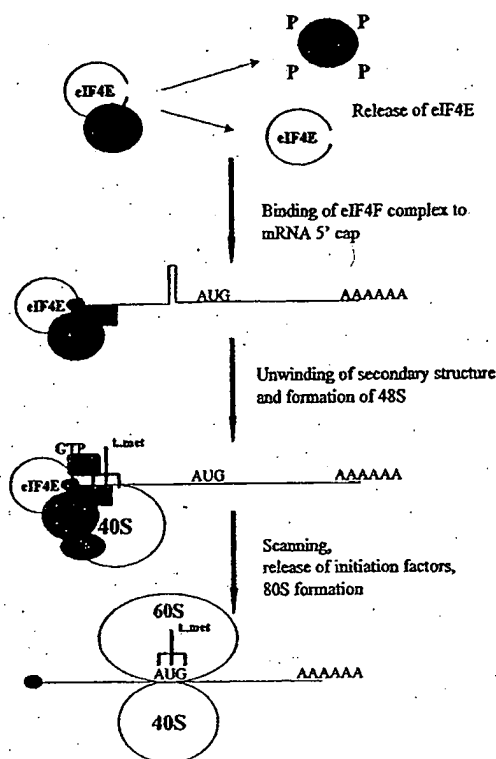 P P
eIF4E
P P
Release of eIF4E
eIF4E
Binding of eIF4F complex to
mRNA 5' cap
AUG AAAAAA
eIF4E
Unwinding of secondary structure
and formation of 48S
t..met
GTP
AUG AAAAAA
eIF4E
40S
Scanning,
release of initiation factors,
80S formation
60S
t..met
AUG AAAAAA
40S